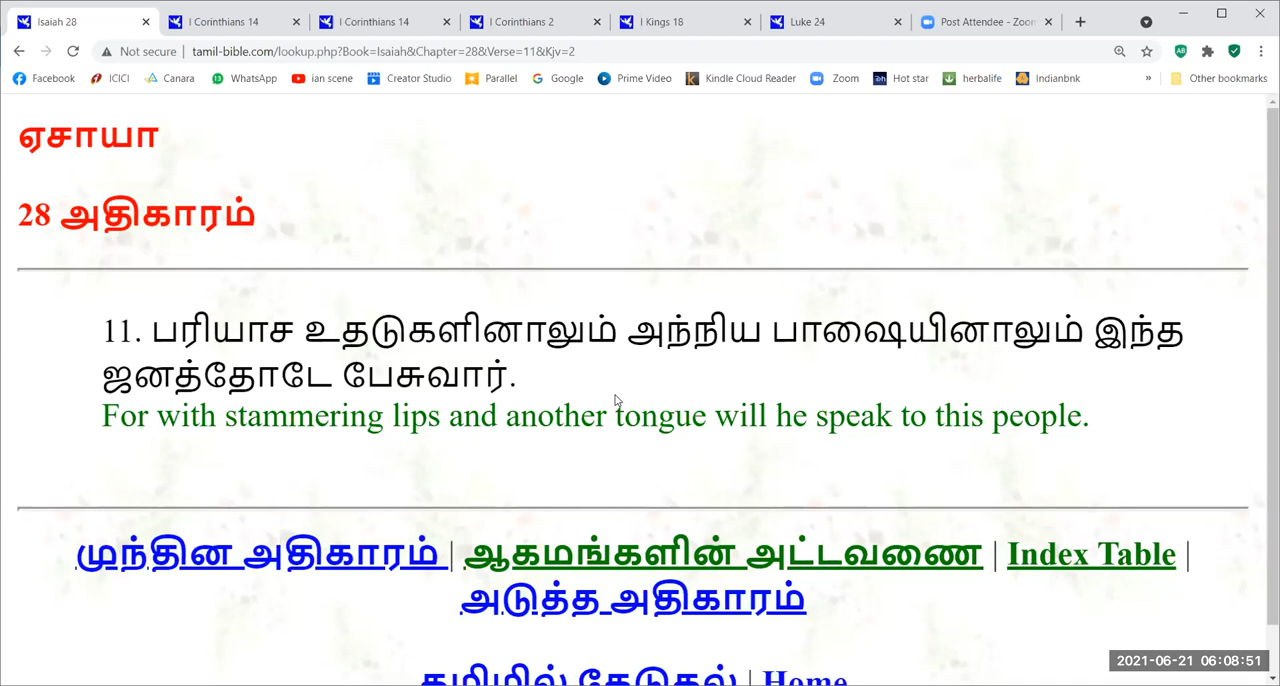 Isaiah 28
I Corinthians 14
I Corinthians 14
I Corinthians 2
I Kings 18
Luke 24
Post Attendee - Zoom
Not secure | tamil-bible.com/lookup.php?Book=Isaiah&Chapter=28&Verse=11&Kjv=2
Facebook ICICI Canara WhatsApp ian scene Creator Studio Parallel Google Prime Video Kindle Cloud Reader Zoom Hot star herbalife Indianbnk » Other bookmarks
ஏசாயா
28 அதிகாரம்
11. பரியாச உதடுகளினாலும் அந்நிய பாஷையினாலும் இந்த
ஜனத்தோடே பேசுவார்.
For with stammering lips and another tongue will he speak to this people.
முந்தின அதிகாரம் | ஆகமங்களின் அட்டவணை | Index Table |
அடுத்த அதிகாரம்
தமிழில் தேடுதல் | Home
2021-06-21 06:08:51